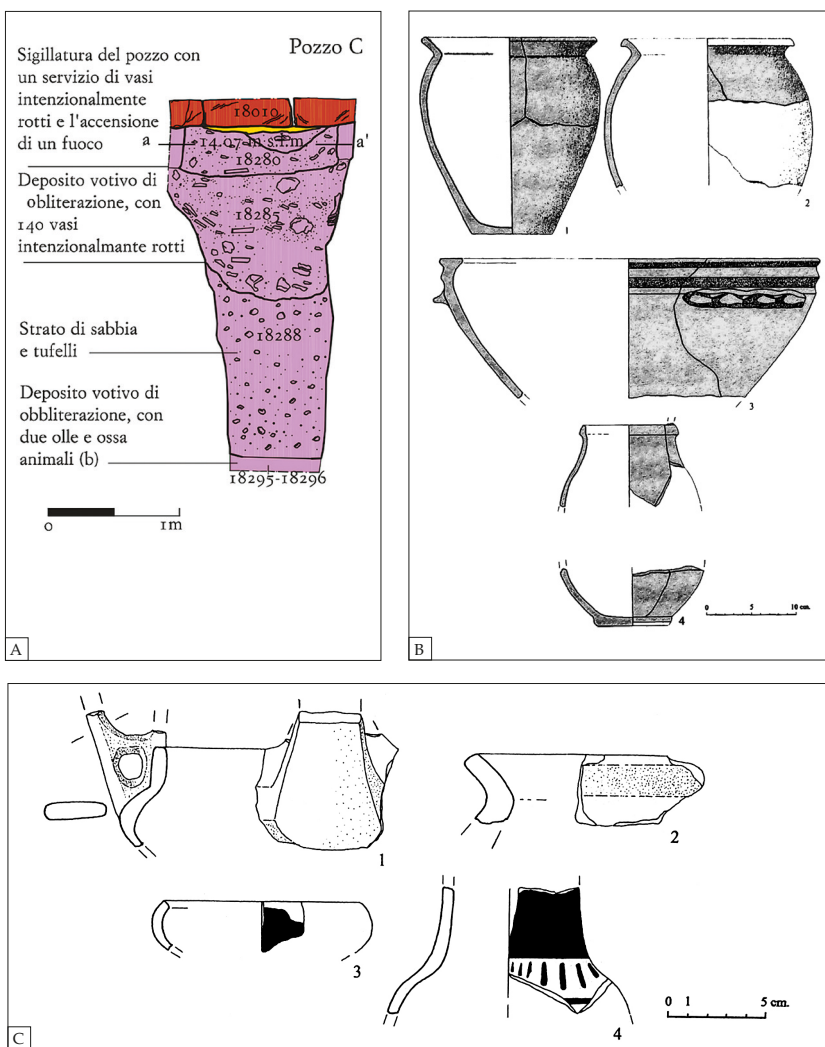 Pozzo C
Sigillatura del pozzo con
un servizio di vasi
intenzionalmente
rotti e l'accensione
di un fuoco
a
18010
14.07 m s.l.m.
a'
18280
Deposito votivo di
obliterazione, con
140 vasi
intenzionalmante rotti
18285
18288
Strato di sabbia
e tufelli
Deposito votivo di
obbliterazione, con
due olle e ossa
animali (b)
18295-18296
0 1m
A
1
2
3
4
0 5 10 cm.
B
1
2
3
4
0 1 5 cm.
C